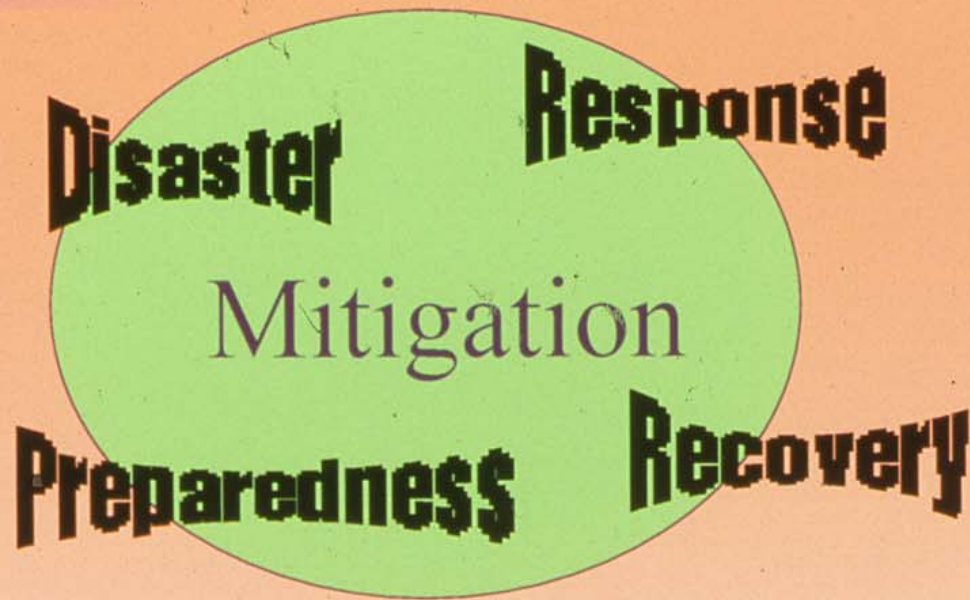 Disaster
Response
Mitigation
Preparedness
Recovery